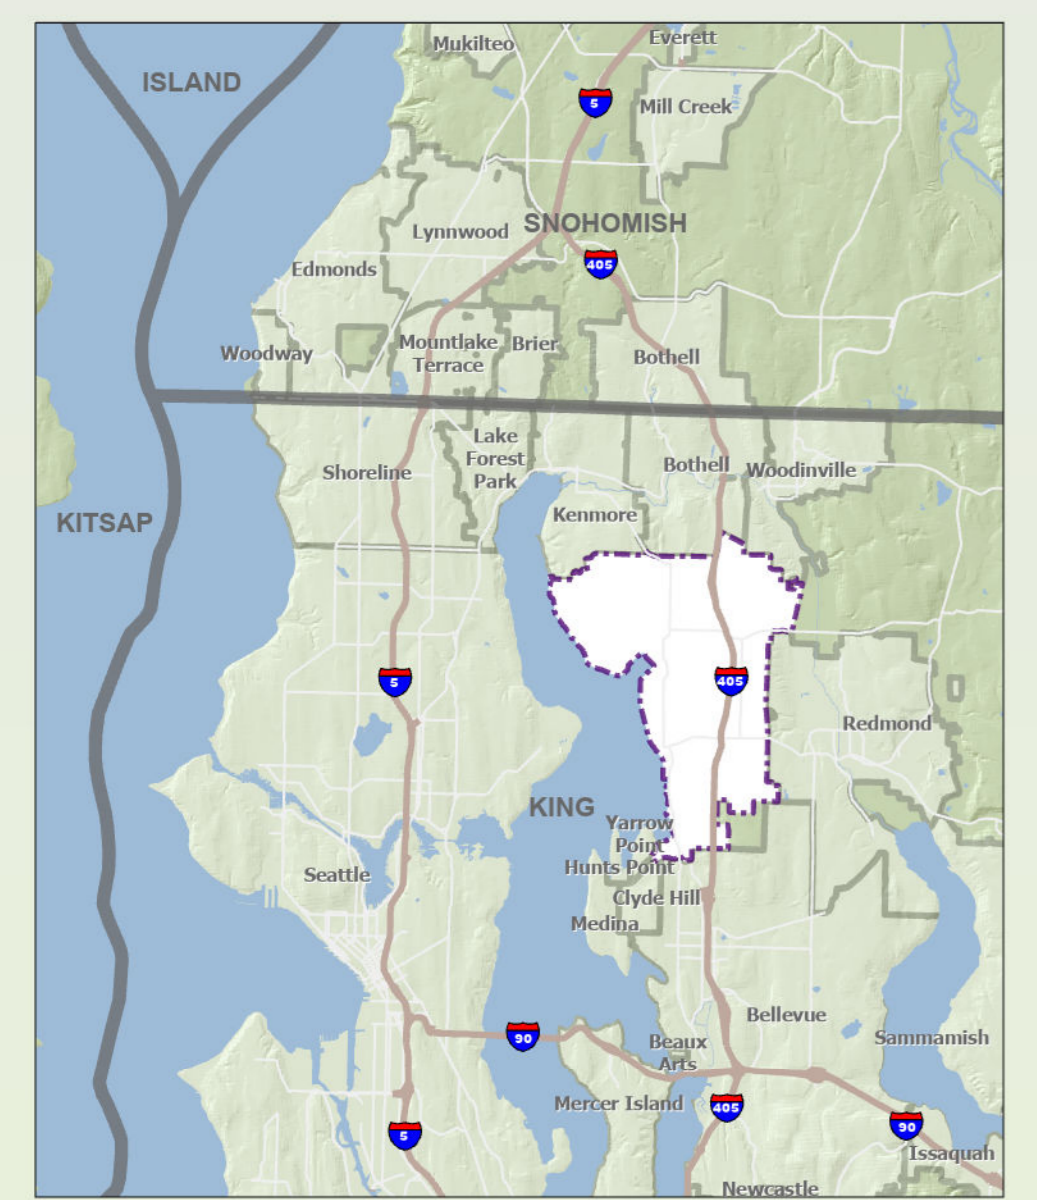 Mukilteo
Everett
ISLAND
5
Mill Creek
Lynnwood
SNOHOMISH
405
Edmonds
Woodway
Mountlake
Terrace
Brier
Bothell
Lake
Forest
Park
Shoreline
Bothell
Woodinville
KITSAP
Kenmore
5
405
Redmond
KING
Yarrow
Point
Hunts Point
Seattle
Clyde Hill
Medina
Bellevue
90
Beaux
Arts
Sammamish
Mercer Island
405
5
90
Issaquah
Newcastle